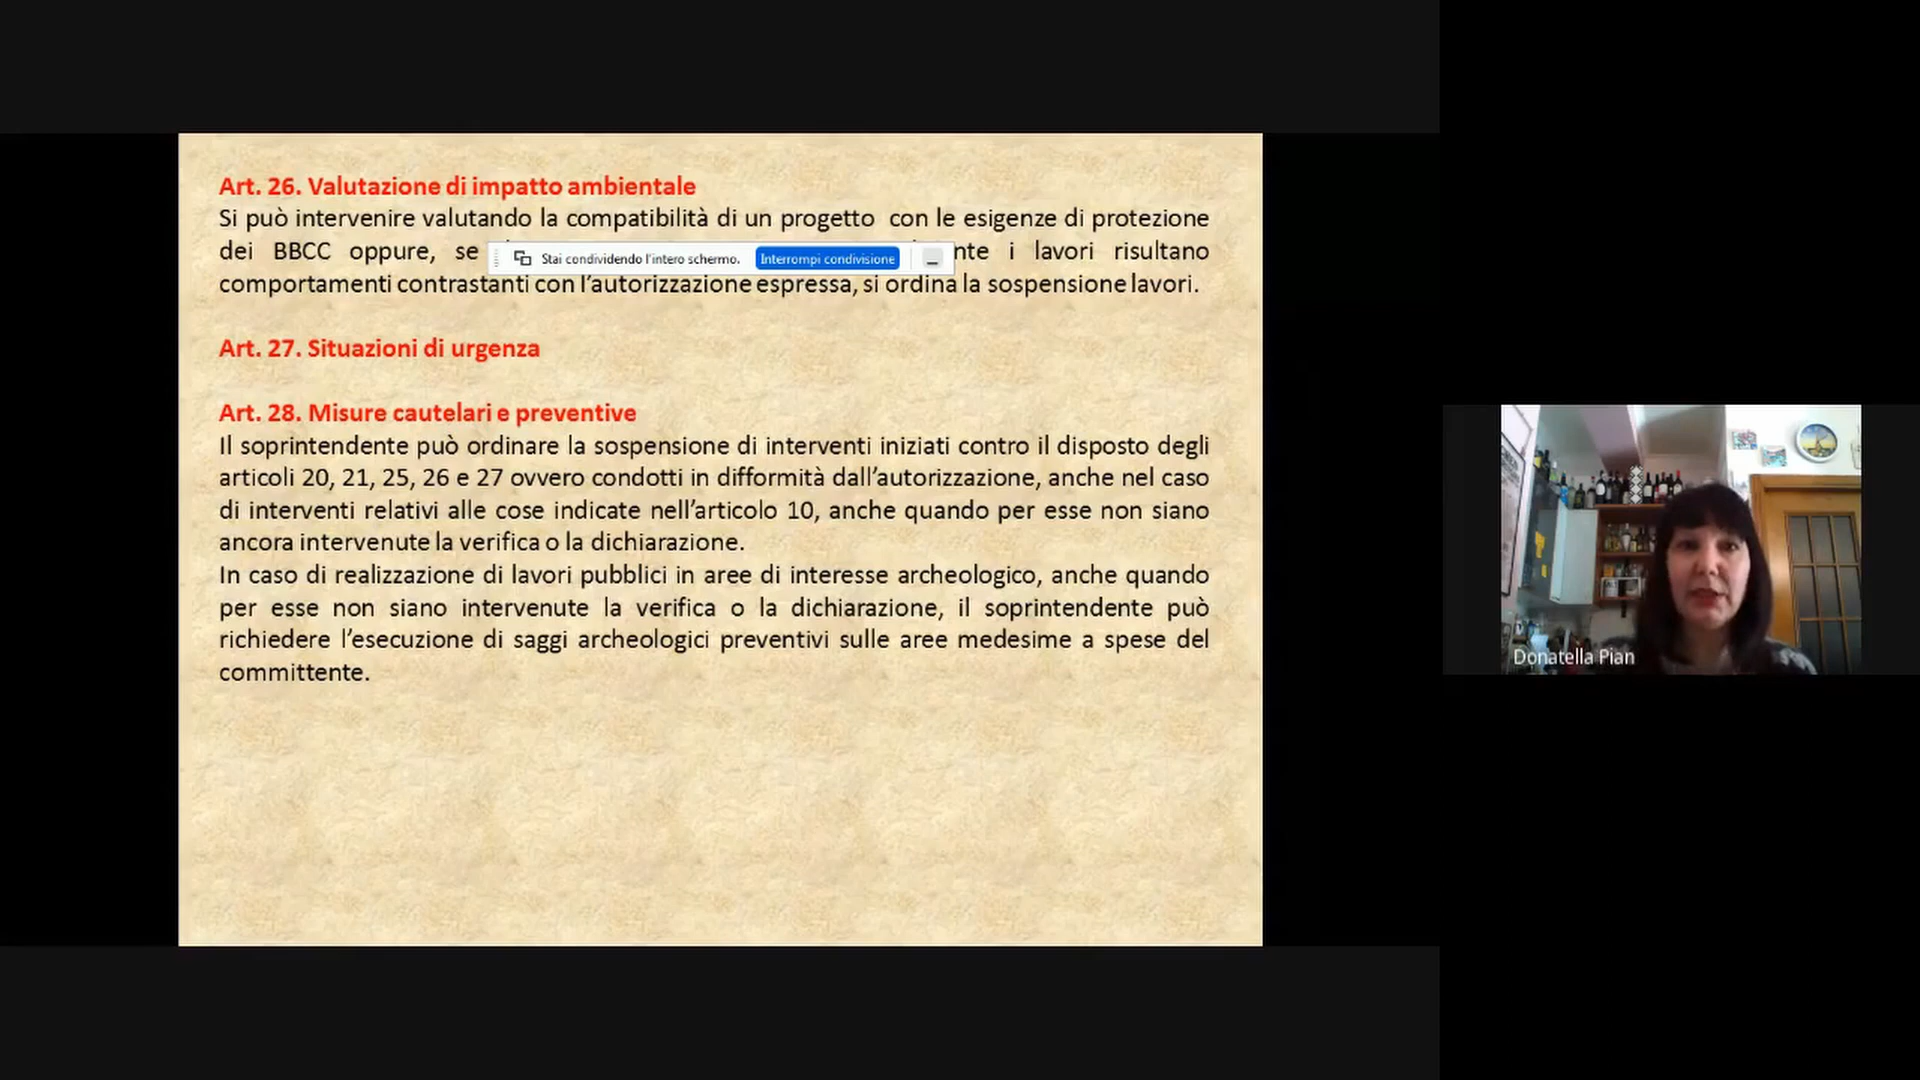 Art. 26. Valutazione di impatto ambientale
Si può intervenire valutando la compatibilità di un progetto con le esigenze di protezione
dei BBCC oppure, se i lavori risultano
Stai condividendo l'intero schermo. Interrompi condivisione
comportamenti contrastanti con l’autorizzazione espressa, si ordina la sospensione lavori.
Art. 27. Situazioni di urgenza
Art. 28. Misure cautelari e preventive
Il soprintendente può ordinare la sospensione di interventi iniziati contro il disposto degli
articoli 20, 21, 25, 26 e 27 ovvero condotti in difformità dall’autorizzazione, anche nel caso
di interventi relativi alle cose indicate nell’articolo 10, anche quando per esse non siano
ancora intervenute la verifica o la dichiarazione.
In caso di realizzazione di lavori pubblici in aree di interesse archeologico, anche quando
per esse non siano intervenute la verifica o la dichiarazione, il soprintendente può
richiedere l’esecuzione di saggi archeologici preventivi sulle aree medesime a spese del
committente.
Donatella Pian